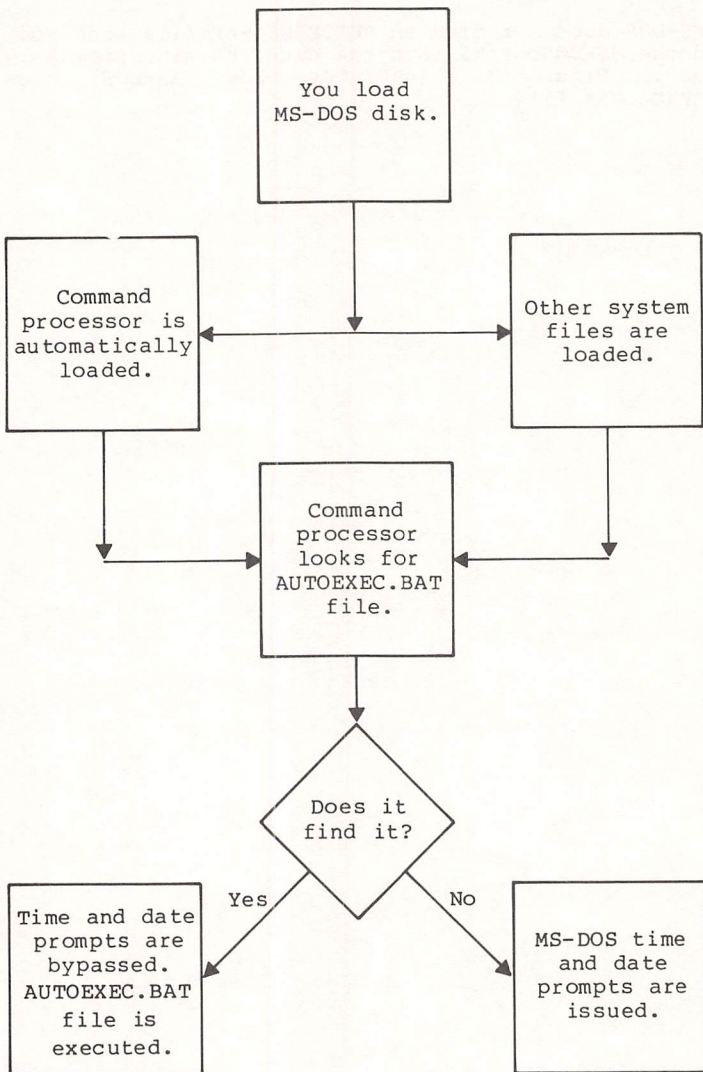 You load
MS-DOS disk.
Command
processor is
automatically
loaded.
Other system
files are
loaded.
Command
processor
looks for
AUTOEXEC.BAT
file.
Does it
find it?
Yes
No
Time and date
prompts are
bypassed.
AUTOEXEC.BAT
file is
executed.
MS-DOS time
and date
prompts are
issued.